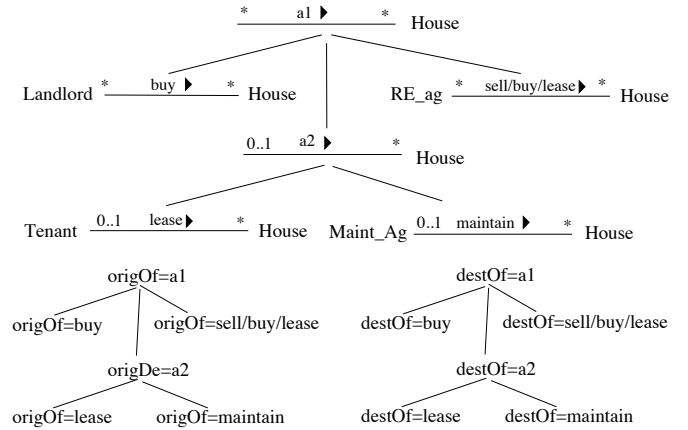 * a1 * House
Landlord * buy * House RE_ag * sell/buy/lease * House
0..1 a2 * House
Tenant 0..1 lease * House Maint_Ag 0..1 maintain * House
origOf=a1 destOf=a1
origOf=buy origOf=sell/buy/lease destOf=buy destOf=sell/buy/lease
origDe=a2 destOf=a2
origOf=lease origOf=maintain destOf=lease destOf=maintain